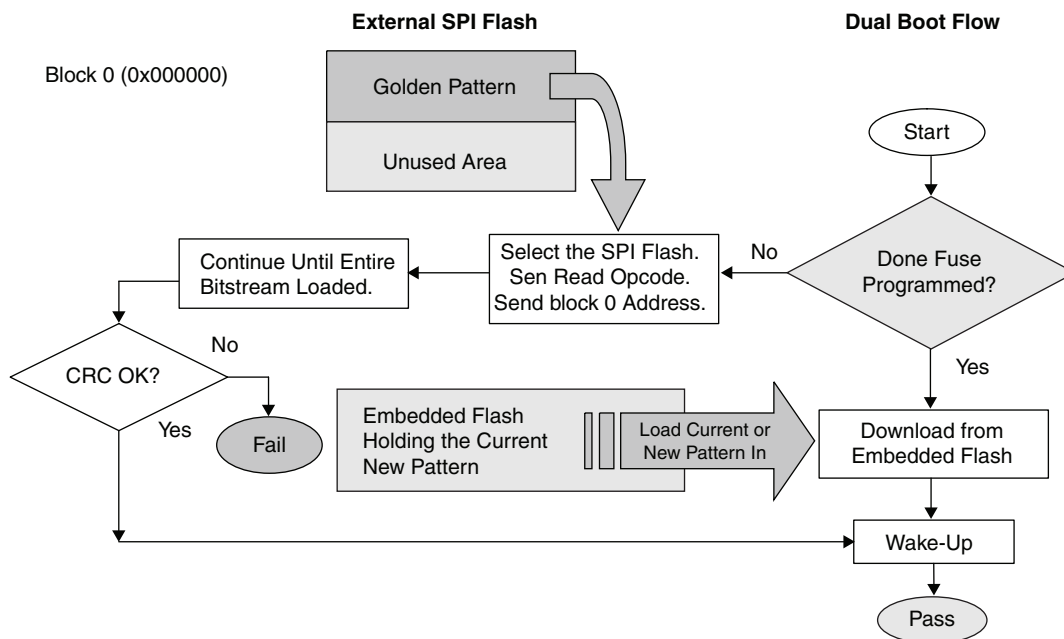 External SPI Flash
Dual Boot Flow
Block 0 (0x000000)
Golden Pattern
Unused Area
Start
Done Fuse
Programmed?
No
Yes
Select the SPI Flash.
Sen Read Opcode.
Send block 0 Address.
Continue Until Entire
Bitstream Loaded.
CRC OK?
No
Yes
Fail
Embedded Flash
Holding the Current
New Pattern
Load Current or
New Pattern In
Download from
Embedded Flash
Wake-Up
Pass